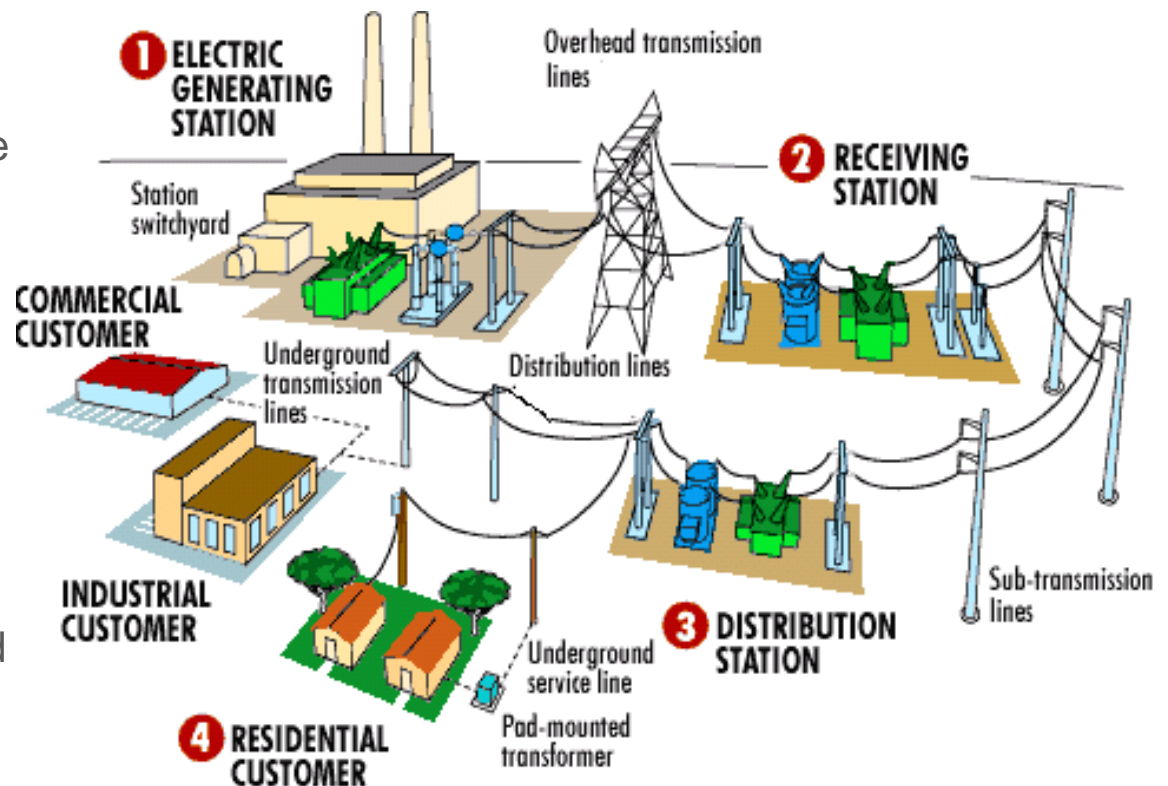 1 ELECTRIC
GENERATING
STATION
Overhead transmission
lines
e
2 RECEIVING
STATION
Station
switchyard
COMMERCIAL
CUSTOMER
Underground
transmission
lines
Distribution lines
INDUSTRIAL
CUSTOMER
Sub-transmission
lines
3 DISTRIBUTION
STATION
d
Underground
service line
Pad-mounted
transformer
4 RESIDENTIAL
CUSTOMER